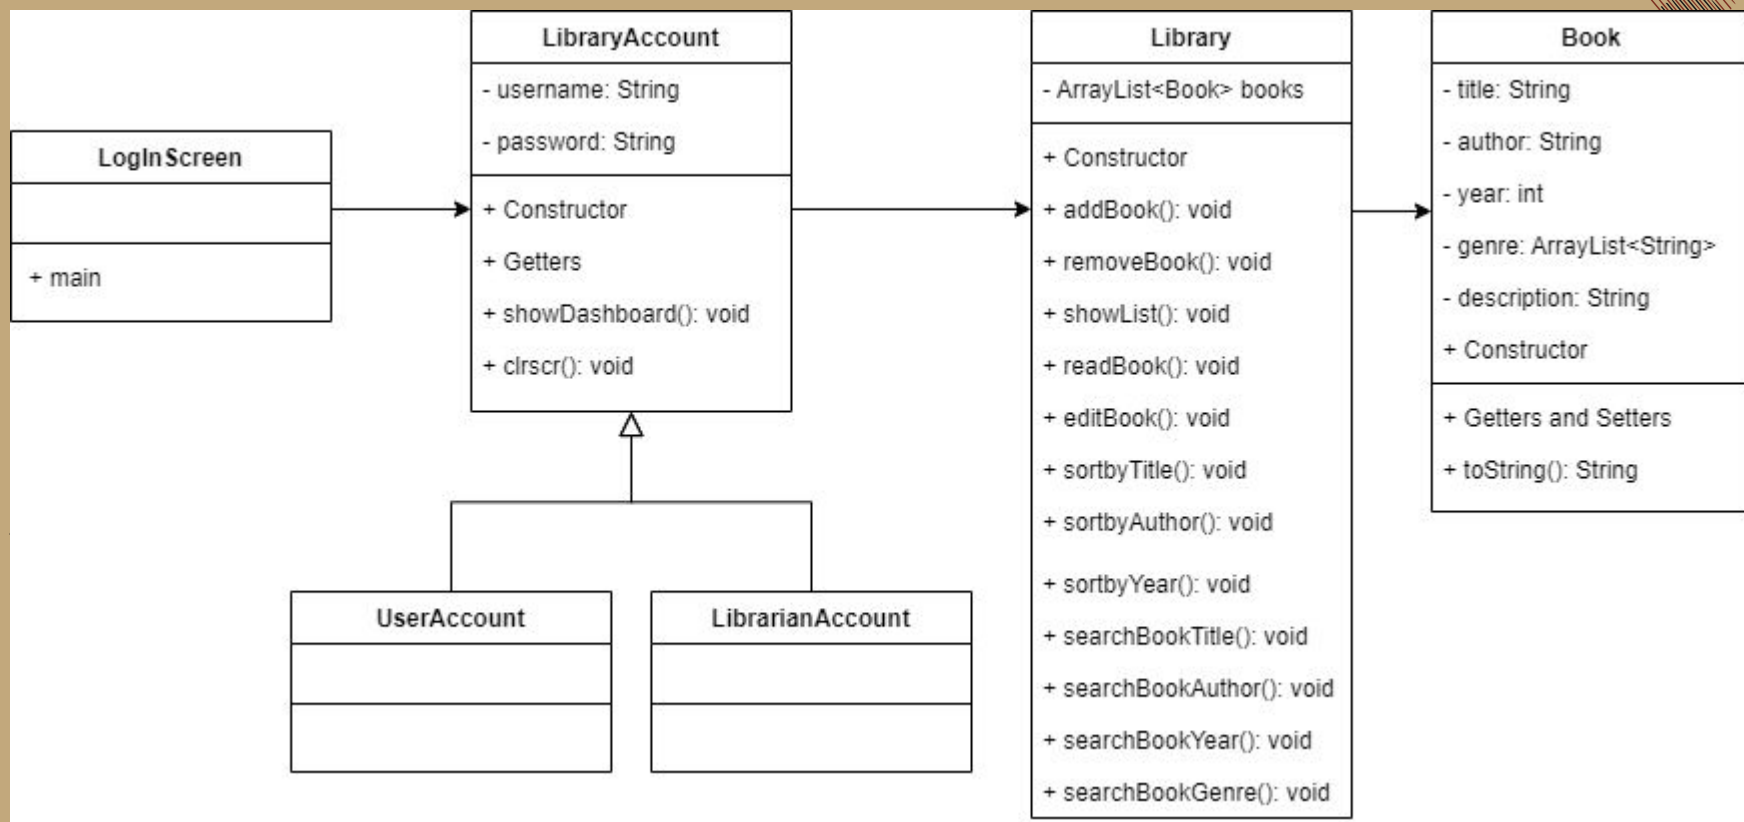 LogInScreen
+ main
LibraryAccount
- username: String
- password: String
+ Constructor
+ Getters
+ showDashboard(): void
+ clrscr(): void
UserAccount
LibrarianAccount
Library
- ArrayList<Book> books
+ Constructor
+ addBook(): void
+ removeBook(): void
+ showList(): void
+ readBook(): void
+ editBook(): void
+ sortbyTitle(): void
+ sortbyAuthor(): void
+ sortbyYear(): void
+ searchBookTitle(): void
+ searchBookAuthor(): void
+ searchBookYear(): void
+ searchBookGenre(): void
Book
- title: String
- author: String
- year: int
- genre: ArrayList<String>
- description: String
+ Constructor
+ Getters and Setters
+ toString(): String